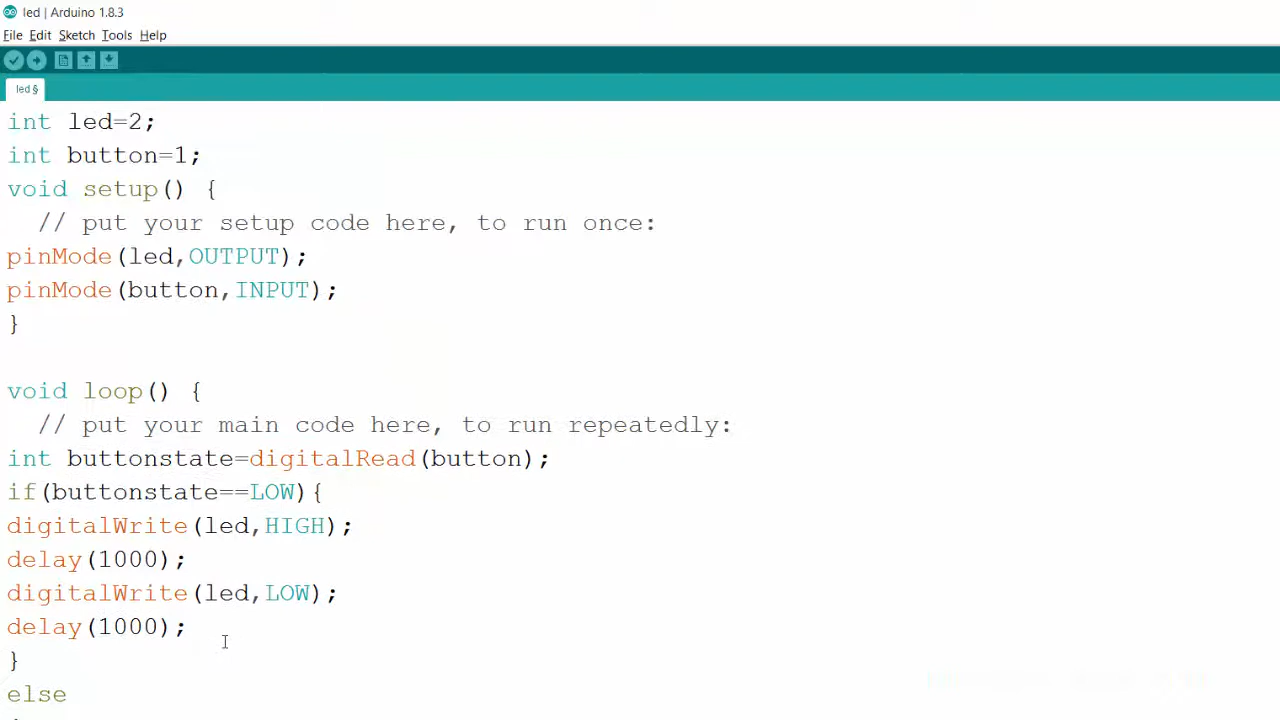 led | Arduino 1.8.3
File Edit Sketch Tools Help
led §
int led=2;
int button=1;
void setup() {
  // put your setup code here, to run once:
pinMode(led,OUTPUT);
pinMode(button,INPUT);
}
void loop() {
  // put your main code here, to run repeatedly:
int buttonstate=digitalRead(button);
if(buttonstate==LOW){
digitalWrite(led,HIGH);
delay(1000);
digitalWrite(led,LOW);
delay(1000);
}
else